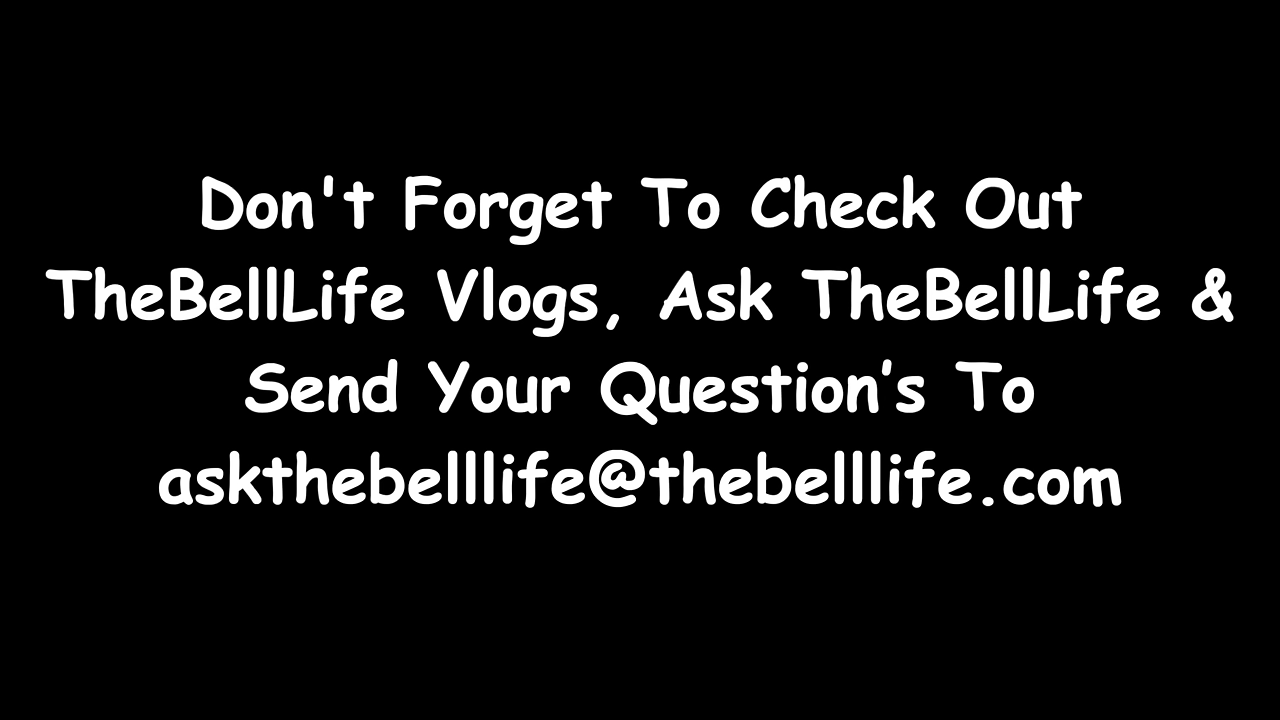 Don't Forget To Check Out
TheBellLife Vlogs, Ask TheBellLife &
Send Your Question’s To
askthebelllife@thebelllife.com